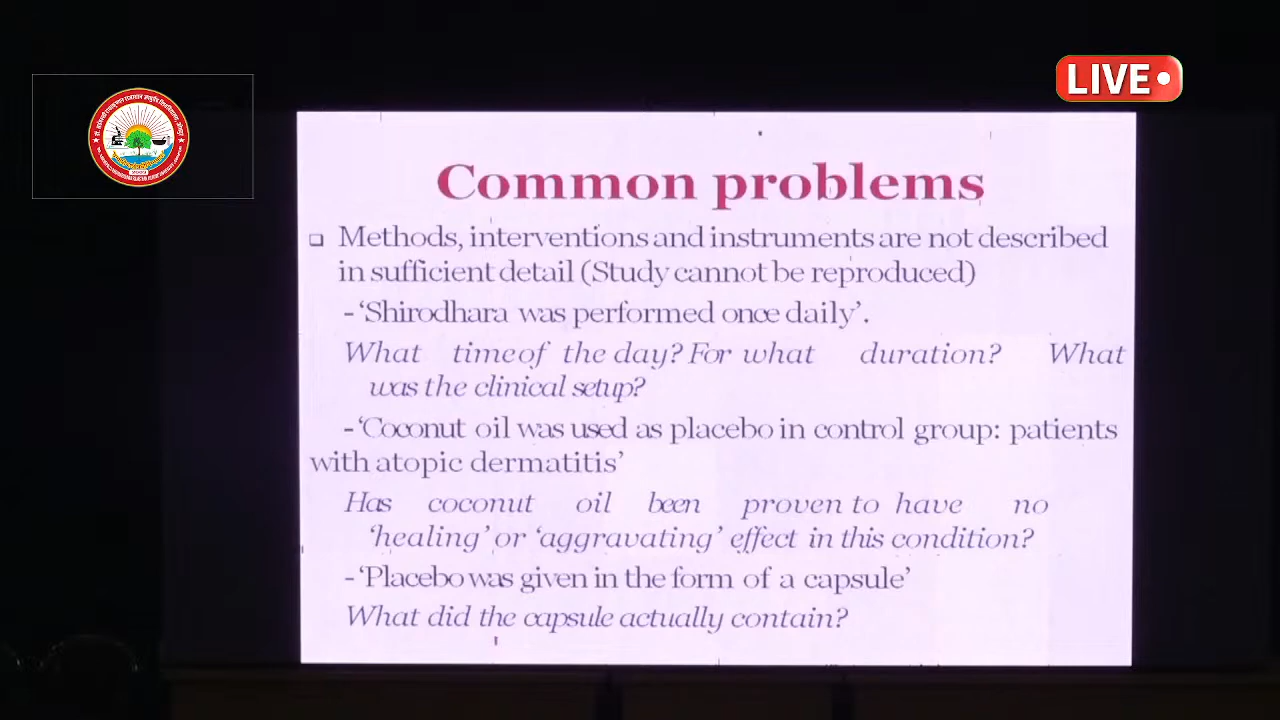 LIVE
Common problems
❑ Methods, interventions and instruments are not described
in sufficient detail (Study cannot be reproduced)
-‘Shirodhara was performed once daily’.
What time of the day? For what duration? What
was the clinical setup?
-‘Coconut oil was used as placebo in control group: patients
with atopic dermatitis’
Has coconut oil been proven to have no
‘healing’ or ‘aggravating’ effect in this condition?
-‘Placebo was given in the form of a capsule’
What did the capsule actually contain?